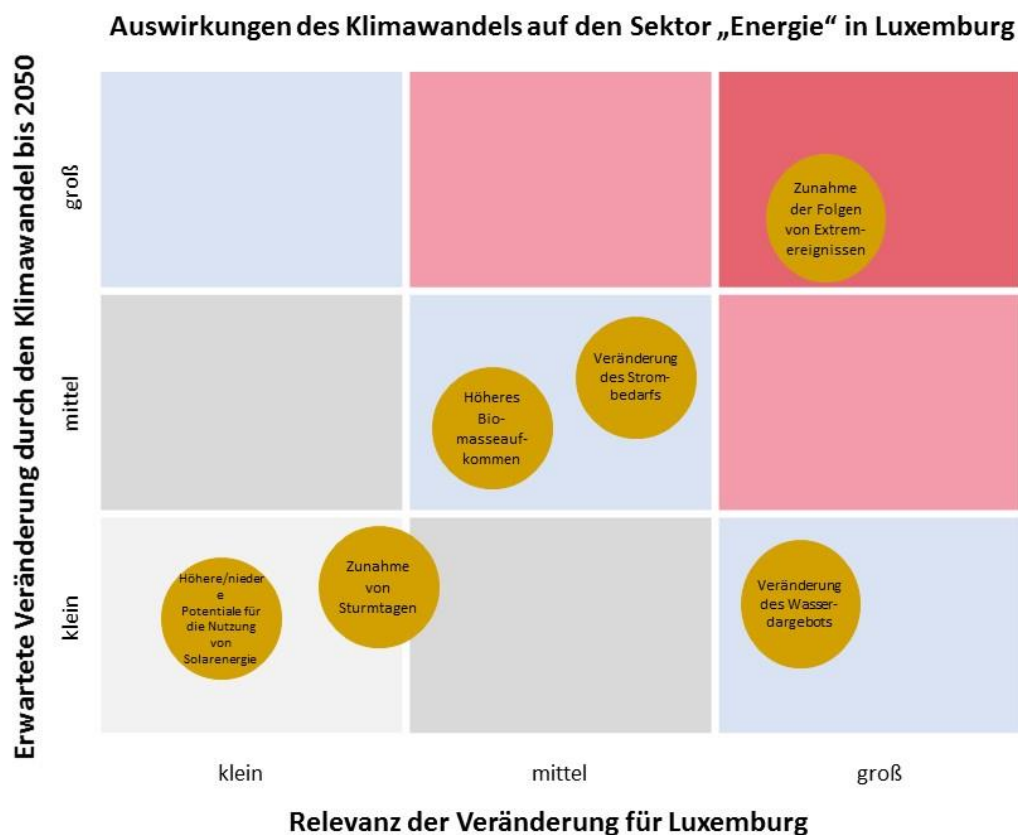 Auswirkungen des Klimawandels auf den Sektor „Energie“ in Luxemburg
Erwartete Veränderung durch den Klimawandel bis 2050
groß
Zunahme
der Folgen
von Extrem-
ereignissen
mittel
Höheres
Bio-
masseauf-
kommen
Veränderung
des Strom-
bedarfs
klein
Höhere/nieder
e
Potentiale für
die Nutzung
von
Solarenergie
Zunahme
von
Sturmtagen
Veränderung
des Wasser-
dargebots
klein
mittel
groß
Relevanz der Veränderung für Luxemburg